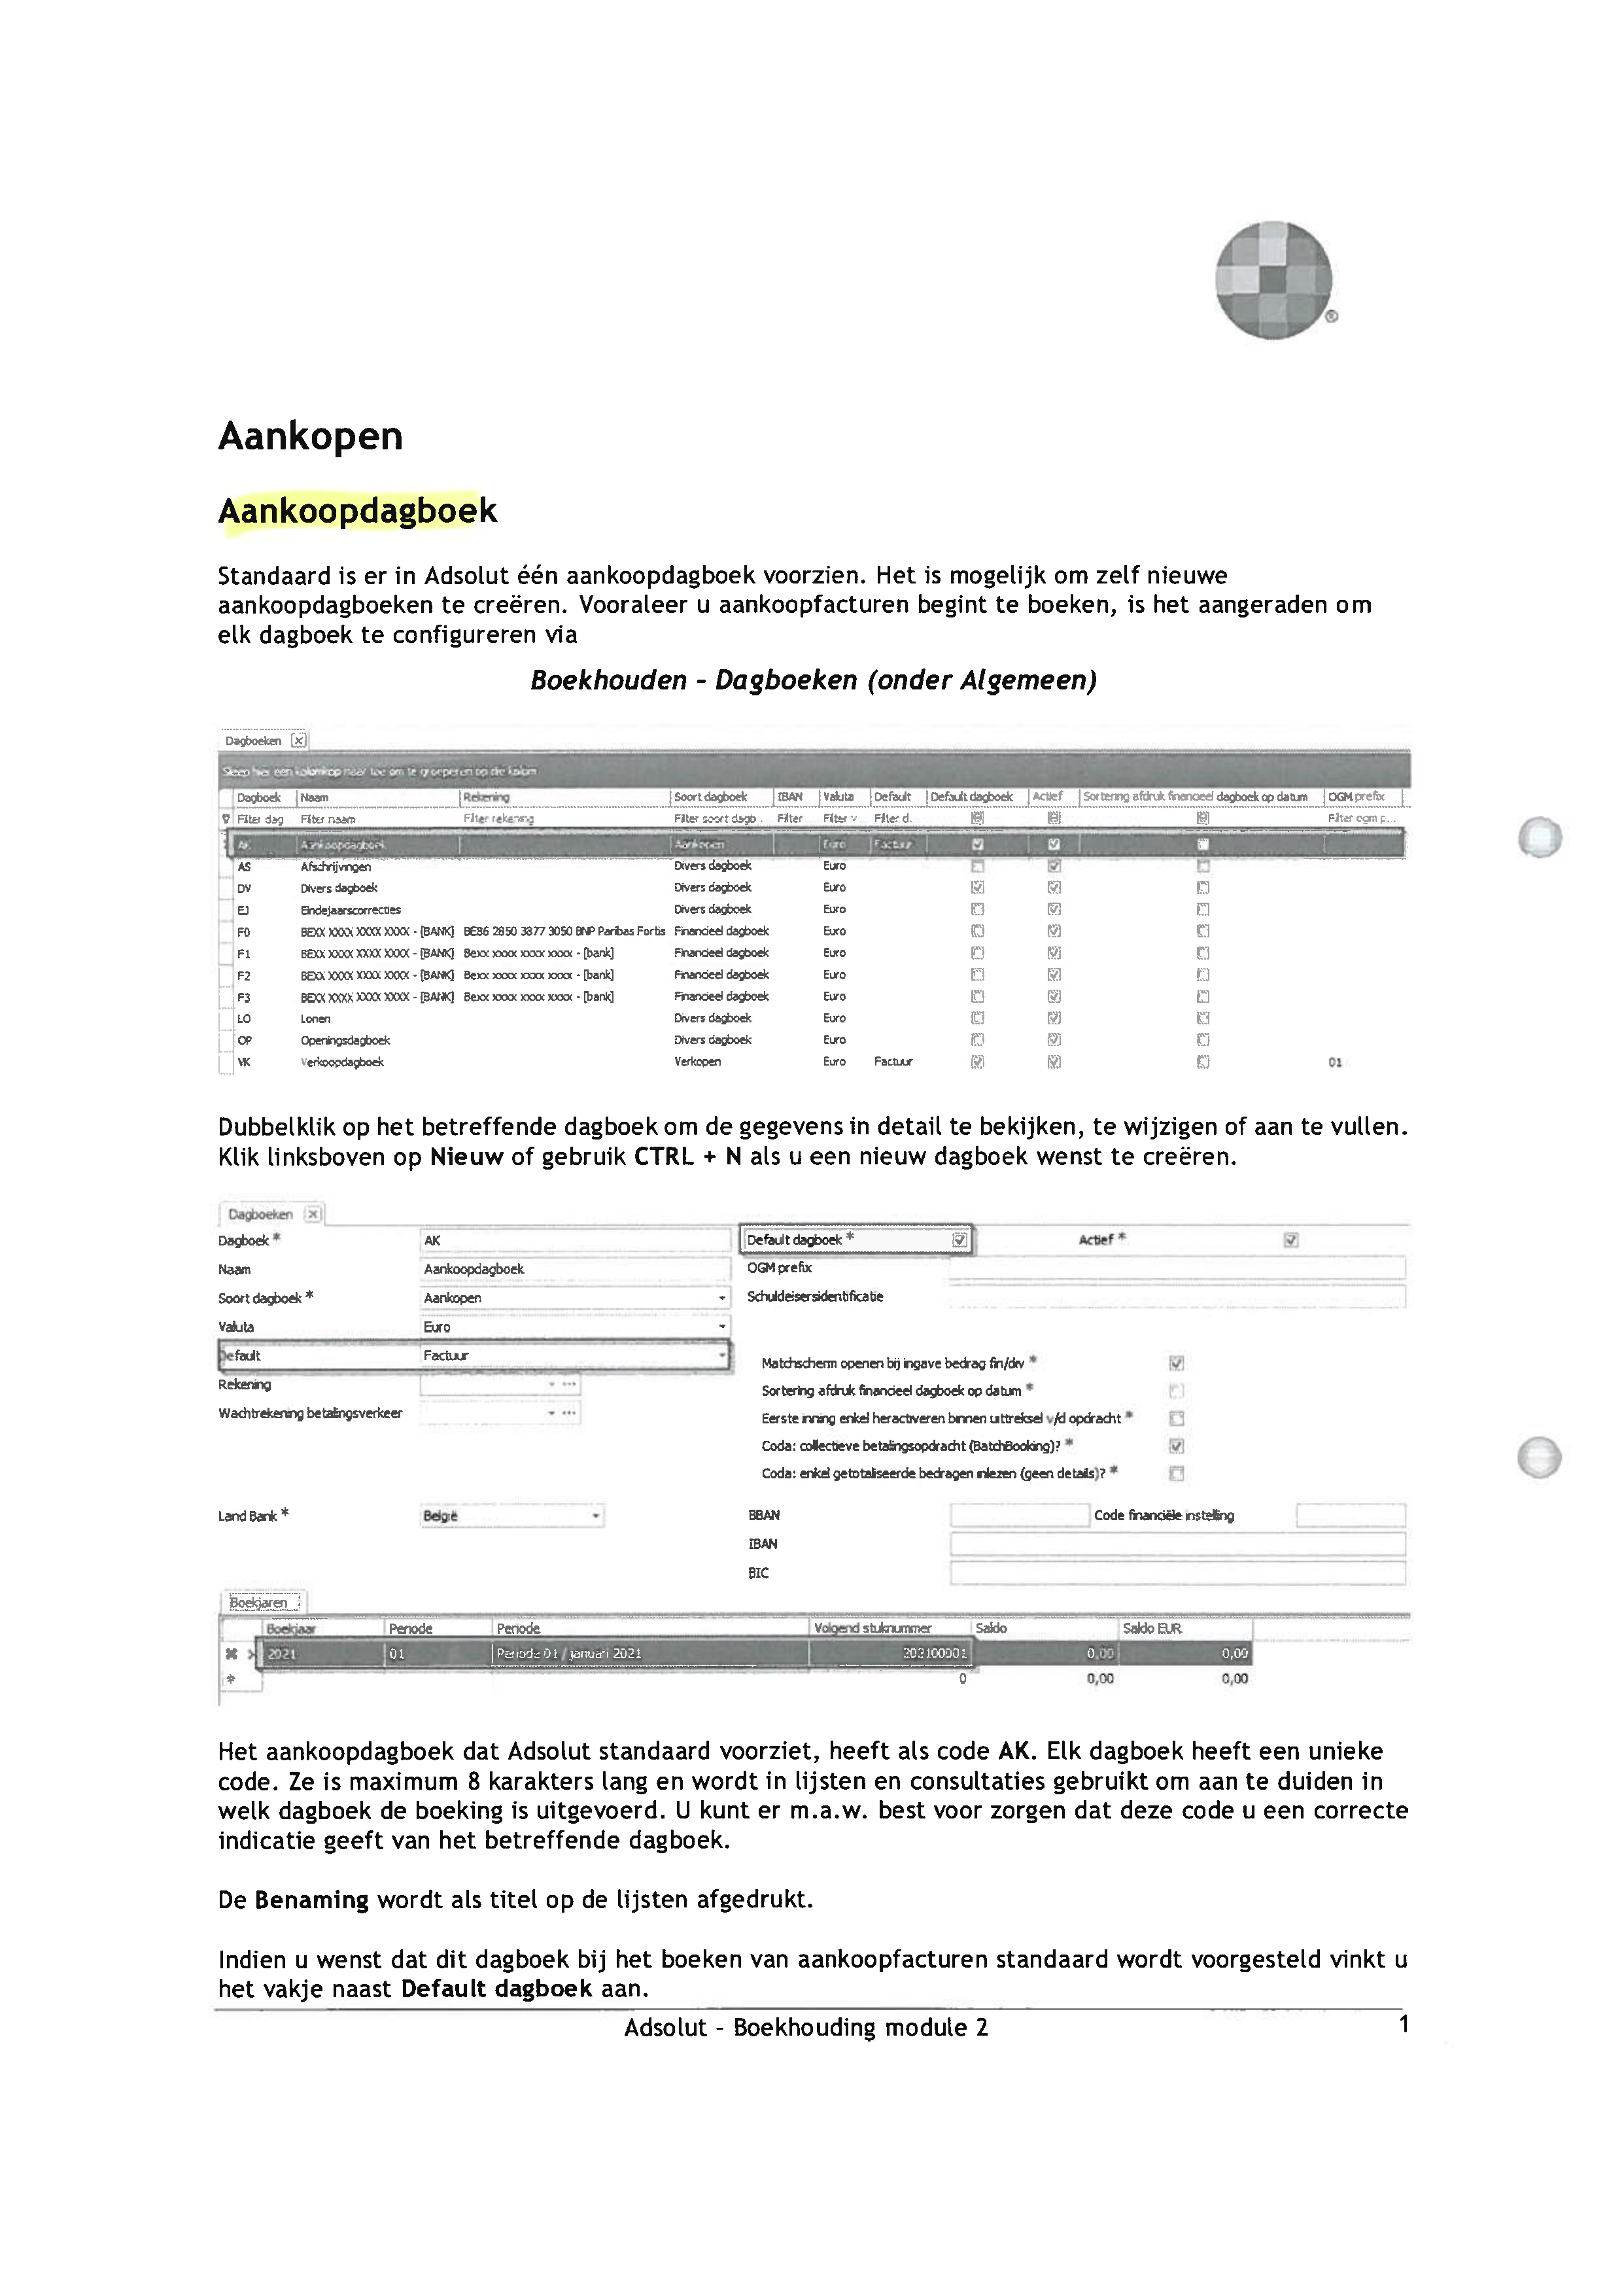 ®
Aankopen
Aankoopdagboek
Standaard is er in Adsolut één aankoopdagboek voorzien. Het is mogelijk om zelf nieuwe
aankoopdagboeken te creëren. Vooraleer u aankoopfacturen begint te boeken, is het aangeraden om
elk dagboek te configureren via
Boekhouden - Dagboeken (onder Algemeen)
Dagboeken
Sleep hier een kolomkop naar toe om te groeperen op die kolom
Dagboek Naam Rekening Soort dagboek IBAN Valuta Default Default dagboek Actief Sortering afdruk financieel dagboek op datum OGM prefix
Filter dag Filter naam Filter rekening Filter soort dagb. Filter Filter v Filter d. Filter ogm p...
AK Aankoopdagboek Aankopen Euro Factuur
AS Afschrijvingen Divers dagboek Euro
DV Divers dagboek Divers dagboek Euro
EJ Eindejaarscorrecties Divers dagboek Euro
F0 BEXX XXXX XXXX XXXX - [BANK] BE86 2850 3877 3050 BNP Paribas Fortis Financieel dagboek Euro
F1 BEXX XXXX XXXX XXXX - [BANK] Bexx xxxx xxxx xxxx - [bank] Financieel dagboek Euro
F2 BEXX XXXX XXXX XXXX - [BANK] Bexx xxxx xxxx xxxx - [bank] Financieel dagboek Euro
F3 BEXX XXXX XXXX XXXX - [BANK] Bexx xxxx xxxx xxxx - [bank] Financieel dagboek Euro
LO Lonen Divers dagboek Euro
OP Openingsdagboek Divers dagboek Euro
VK Verkoopdagboek Verkopen Euro Factuur 01
Dubbelklik op het betreffende dagboek om de gegevens in detail te bekijken, te wijzigen of aan te vullen.
Klik linksboven op Nieuw of gebruik CTRL + N als u een nieuw dagboek wenst te creëren.
Dagboeken
Dagboek * AK Default dagboek * Actief *
Naam Aankoopdagboek OGM prefix
Soort dagboek * Aankopen Schuldeisersidentificatie
Valuta Euro
Default Factuur Matchscherm openen bij ingave bedrag fin/div *
Rekening Sortering afdruk financieel dagboek op datum *
Wachtrekening betalingsverkeer Eerste inning enkel heractiveren binnen uittreksel v/d opdracht *
Coda: collectieve betalingsopdracht (BatchBooking)? *
Coda: enkel getotaliseerde bedragen inlezen (geen details)? *
Land Bank * België BBAN Code financiële instelling
IBAN
BIC
Boekjaren
Boekjaar Periode Periode Volgend stuknummer Saldo Saldo EUR
2021 01 Periode 01 / januari 2021 202100001 0,00 0,00
0 0,00 0,00
Het aankoopdagboek dat Adsolut standaard voorziet, heeft als code AK. Elk dagboek heeft een unieke
code. Ze is maximum 8 karakters lang en wordt in lijsten en consultaties gebruikt om aan te duiden in
welk dagboek de boeking is uitgevoerd. U kunt er m.a.w. best voor zorgen dat deze code u een correcte
indicatie geeft van het betreffende dagboek.
De Benaming wordt als titel op de lijsten afgedrukt.
Indien u wenst dat dit dagboek bij het boeken van aankoopfacturen standaard wordt voorgesteld vinkt u
het vakje naast Default dagboek aan.
Adsolut - Boekhouding module 2 1